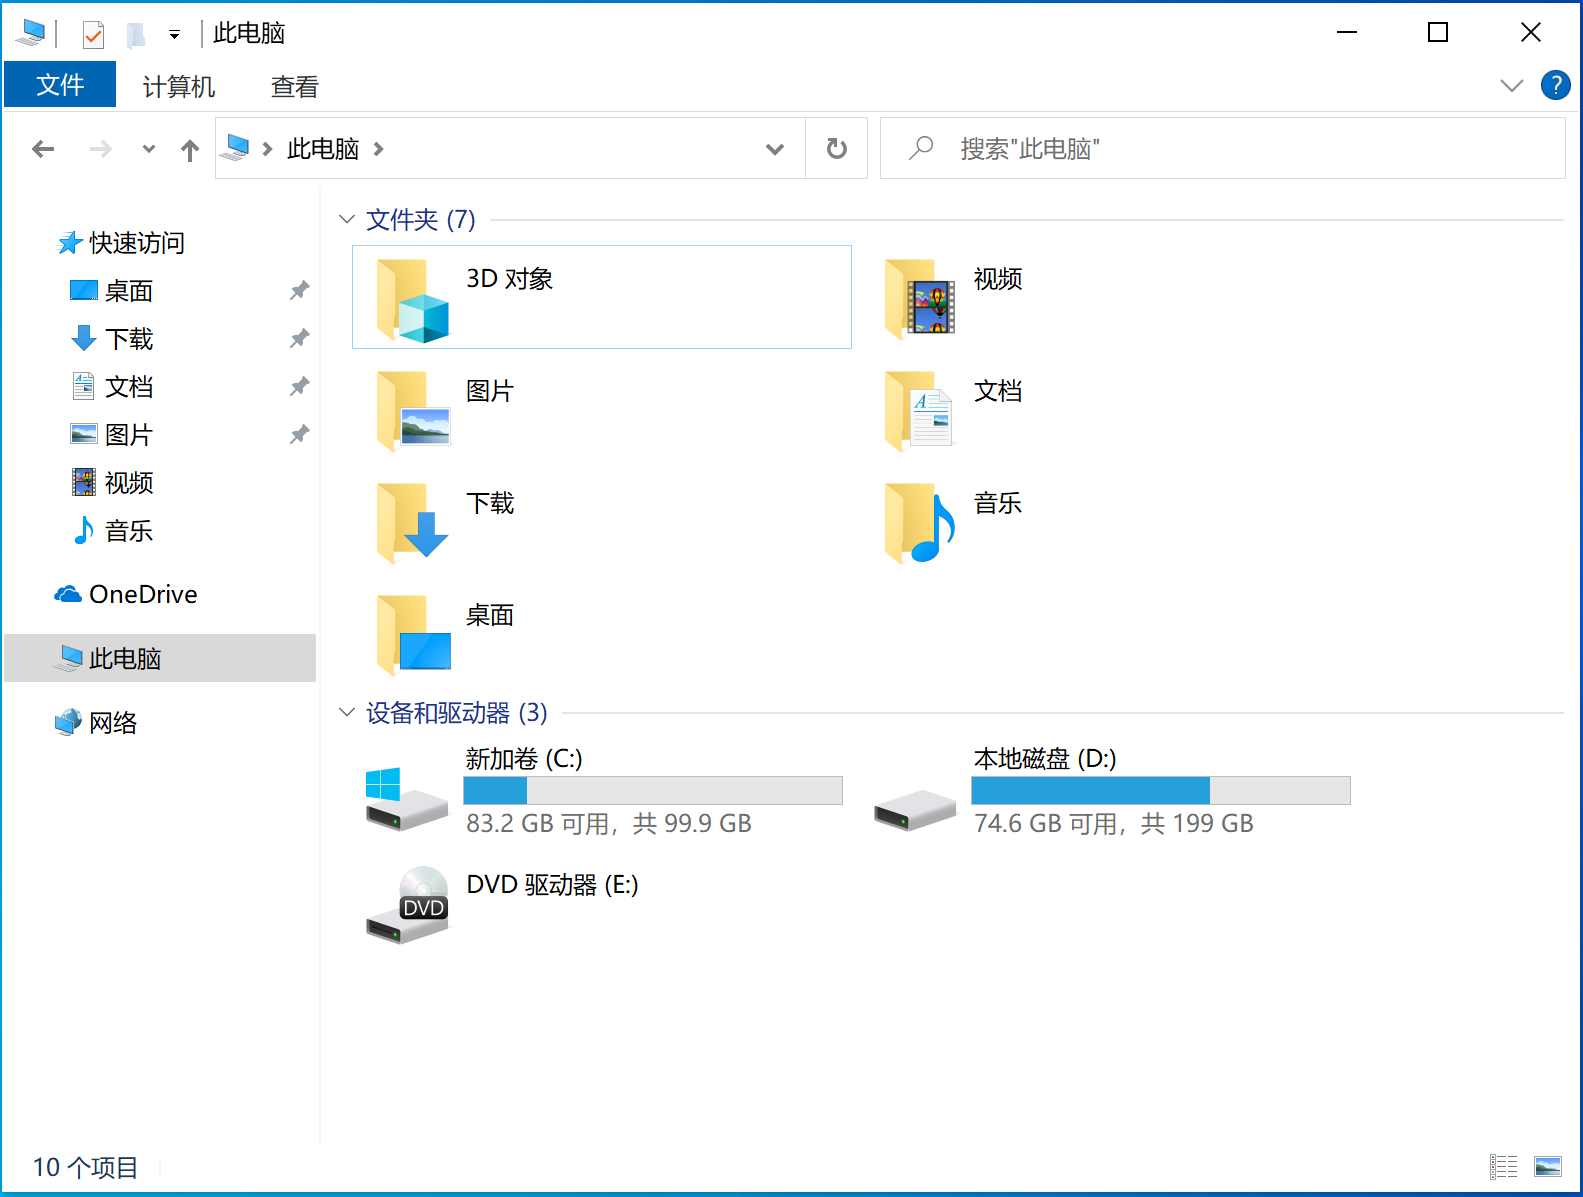 此电脑
文件 计算机 查看 ?
此电脑
搜索"此电脑"
快速访问
桌面
下载
文档
图片
视频
音乐
OneDrive
此电脑
网络
文件夹 (7)
3D 对象
视频
图片
文档
下载
音乐
桌面
设备和驱动器 (3)
新加卷 (C:)
83.2 GB 可用，共 99.9 GB
本地磁盘 (D:)
74.6 GB 可用，共 199 GB
DVD
DVD 驱动器 (E:)
10 个项目